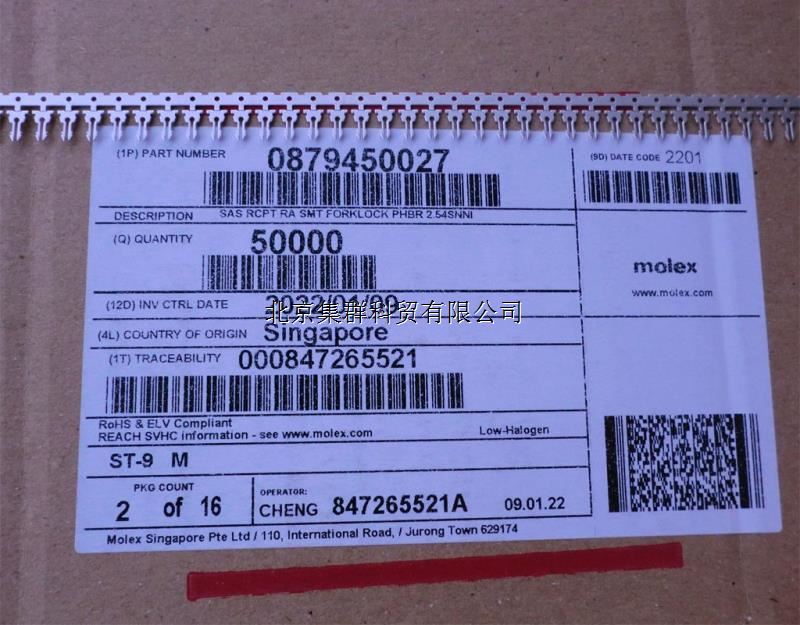 (1P) PART NUMBER 0879450027
(9D) DATE CODE 2201
DESCRIPTION SAS RCPT RA SMT FORKLOCK PHBR 2.54SNNI
(Q) QUANTITY 50000
molex
www.molex.com
(12D) INV CTRL DATE 2022/01/09
北京集群科贸有限公司
(4L) COUNTRY OF ORIGIN Singapore
(1T) TRACEABILITY 000847265521
RoHS & ELV Compliant
REACH SVHC information - see www.molex.com Low-Halogen
ST-9 M
PKG COUNT
2 of 16
OPERATOR:
CHENG 847265521A 09.01.22
Molex Singapore Pte Ltd / 110, International Road, / Jurong Town 629174